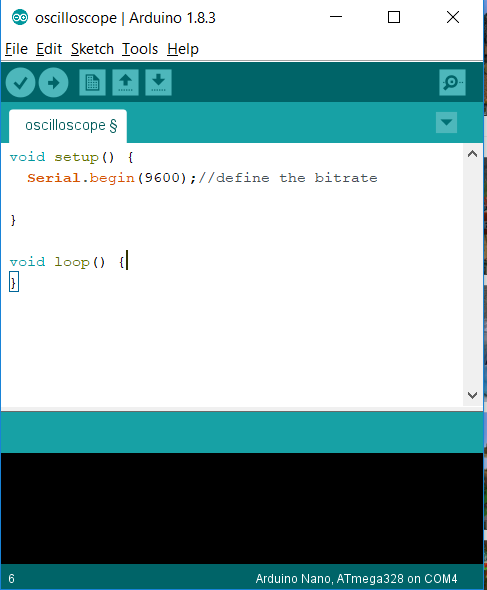 oscilloscope | Arduino 1.8.3
File Edit Sketch Tools Help
oscilloscope §
void setup() {
  Serial.begin(9600);//define the bitrate
}
void loop() {
}
6 Arduino Nano, ATmega328 on COM4